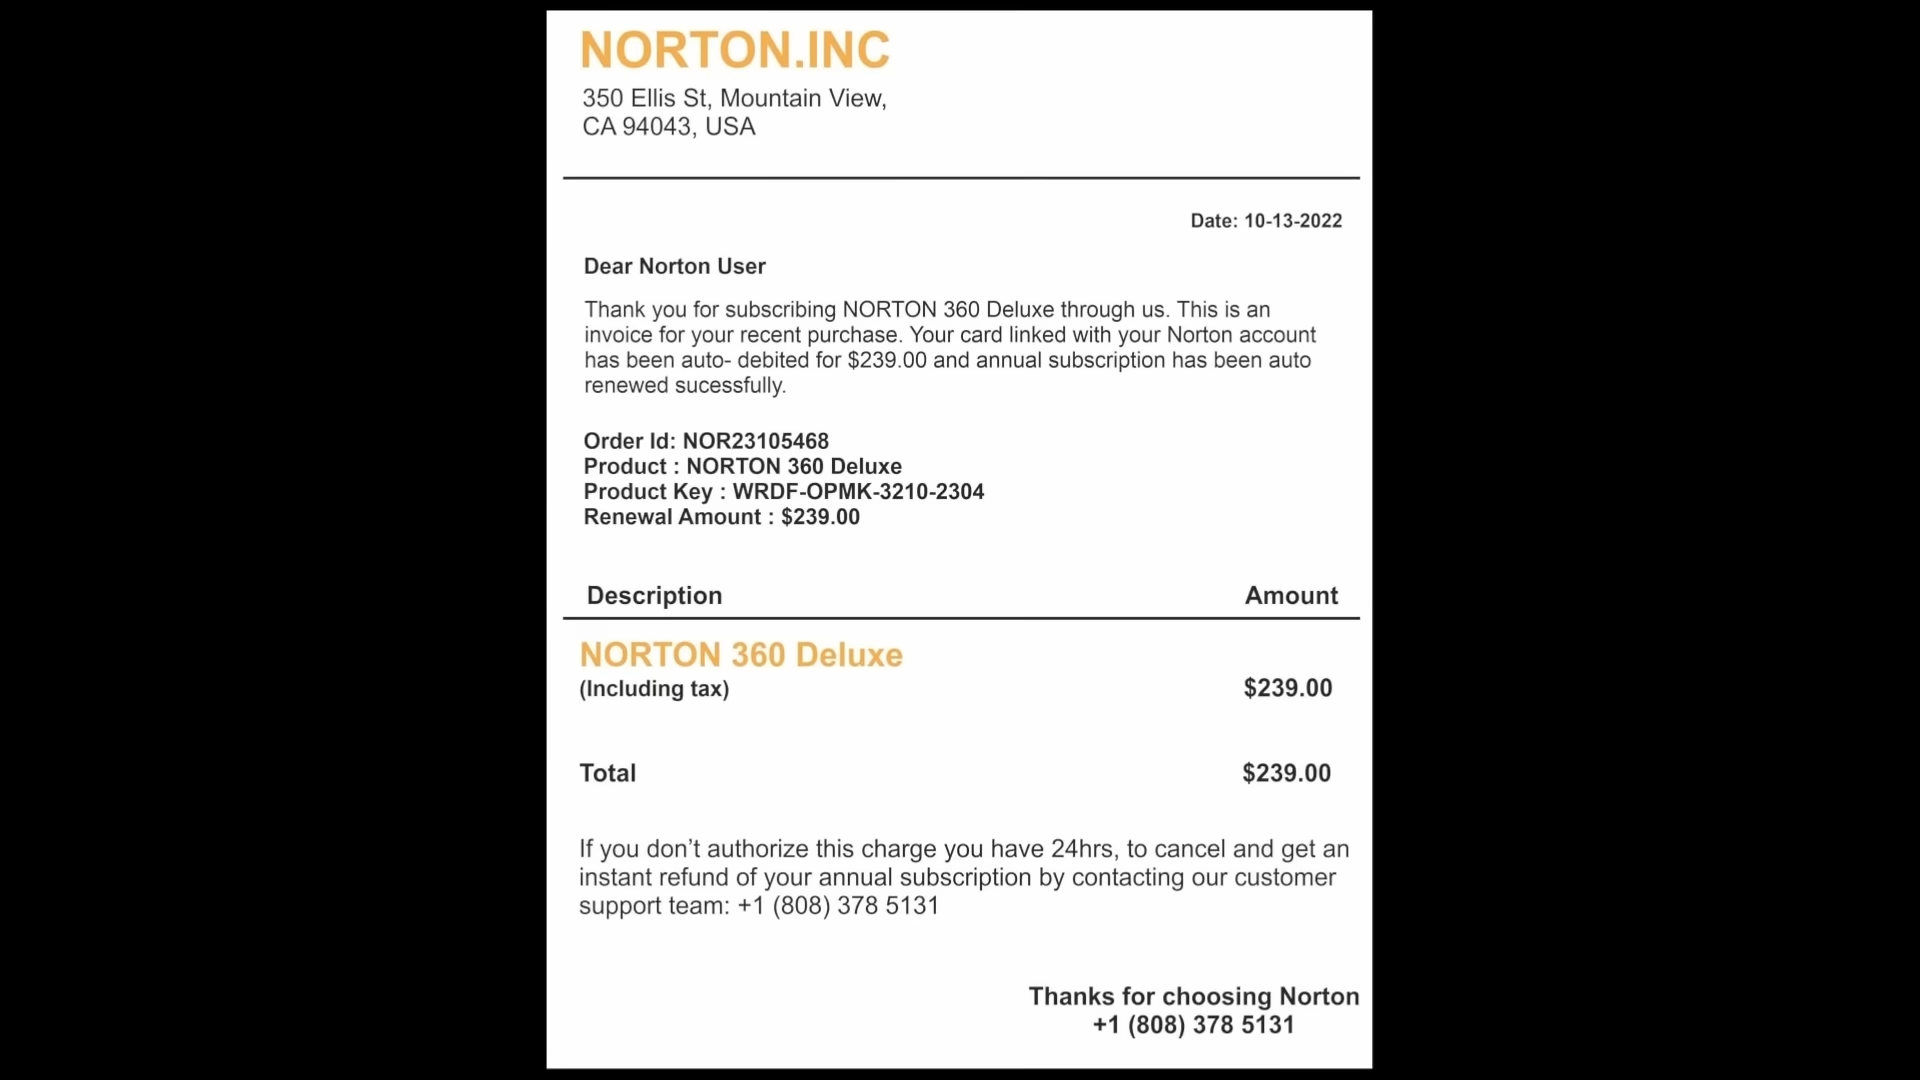 NORTON.INC
350 Ellis St, Mountain View,
CA 94043, USA
Date: 10-13-2022
Dear Norton User
Thank you for subscribing NORTON 360 Deluxe through us. This is an
invoice for your recent purchase. Your card linked with your Norton account
has been auto- debited for $239.00 and annual subscription has been auto
renewed sucessfully.
Order Id: NOR23105468
Product : NORTON 360 Deluxe
Product Key : WRDF-OPMK-3210-2304
Renewal Amount : $239.00
Description Amount
NORTON 360 Deluxe
(Including tax) $239.00
Total $239.00
If you don’t authorize this charge you have 24hrs, to cancel and get an
instant refund of your annual subscription by contacting our customer
support team: +1 (808) 378 5131
Thanks for choosing Norton
+1 (808) 378 5131